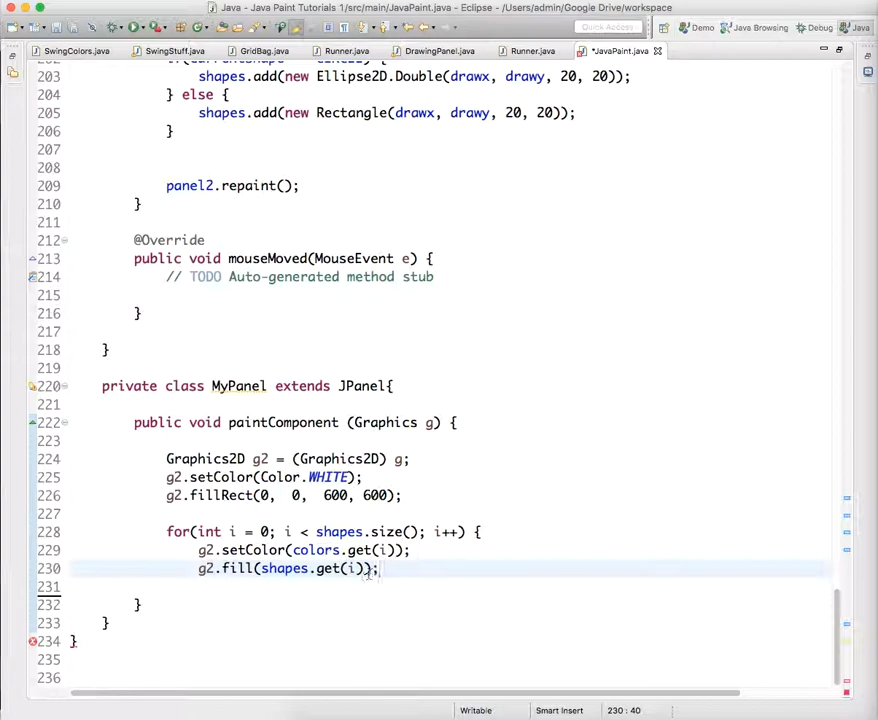 Java - Java Paint Tutorials 1/src/main/JavaPaint.java - Eclipse - /Users/admin/Google Drive/workspace
Quick Access
Demo
Java Browsing
Debug
Java
SwingColors.java
SwingStuff.java
GridBag.java
Runner.java
DrawingPanel.java
Runner.java
*JavaPaint.java
203 shapes.add(new Ellipse2D.Double(drawx, drawy, 20, 20));
204 } else {
205 shapes.add(new Rectangle(drawx, drawy, 20, 20));
206 }
207
208
209 panel2.repaint();
210 }
211
212 @Override
213 public void mouseMoved(MouseEvent e) {
214 // TODO Auto-generated method stub
215
216 }
217
218 }
219
220 private class MyPanel extends JPanel{
221
222 public void paintComponent (Graphics g) {
223
224 Graphics2D g2 = (Graphics2D) g;
225 g2.setColor(Color.WHITE);
226 g2.fillRect(0, 0, 600, 600);
227
228 for(int i = 0; i < shapes.size(); i++) {
229 g2.setColor(colors.get(i));
230 g2.fill(shapes.get(i));
231
232 }
233 }
234 }
235
236
Writable
Smart Insert
230 : 40